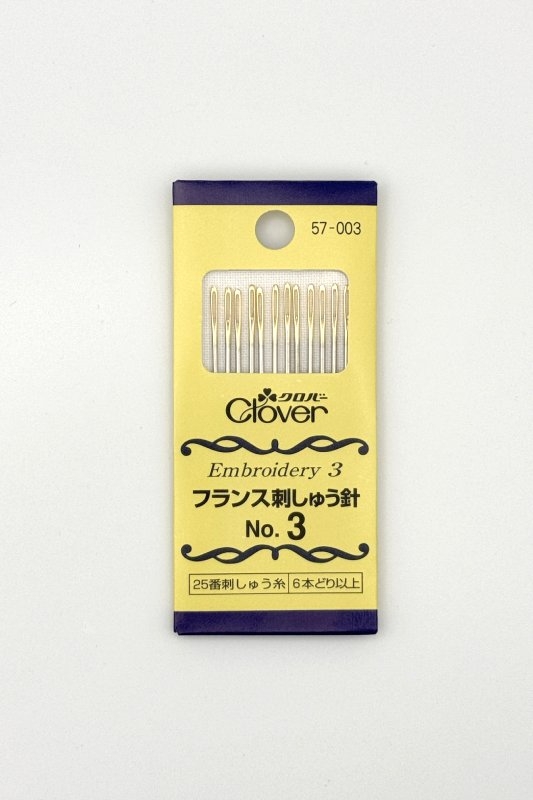 57-003
クロバー
Clover
Embroidery 3
フランス刺しゅう針
No. 3
25番刺しゅう糸 6本どり以上